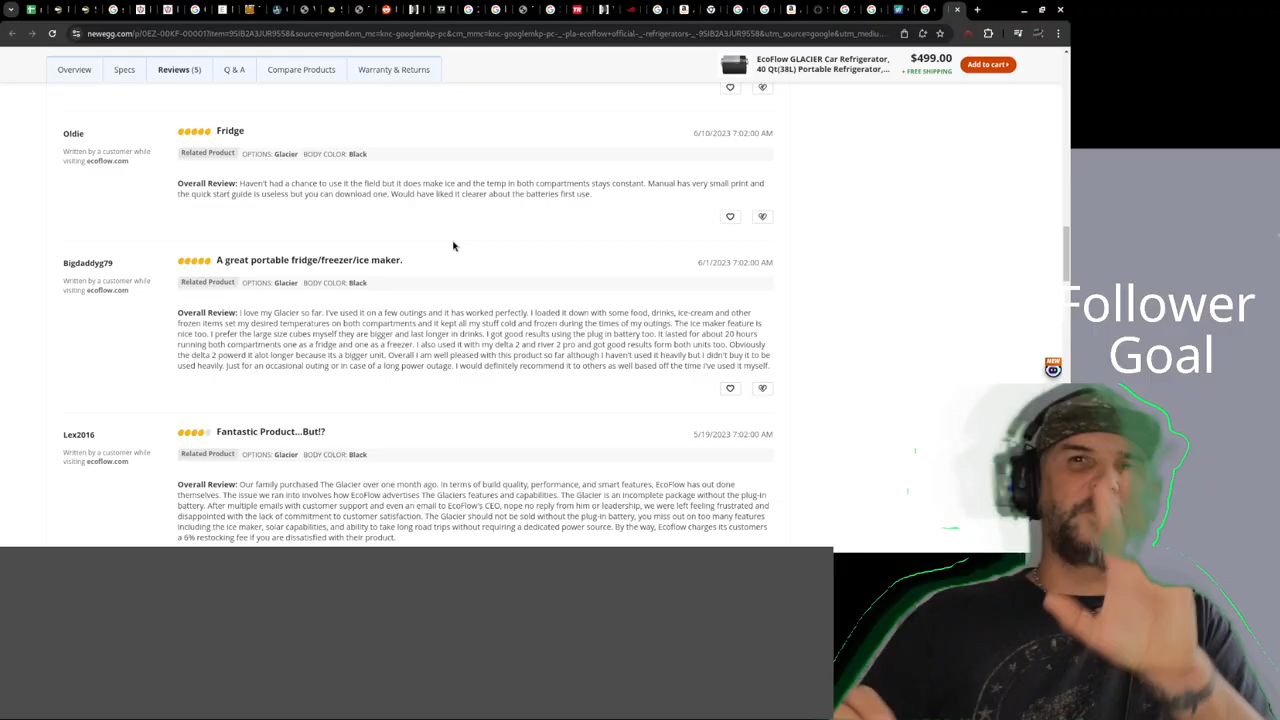 newegg.com/p/0EZ-00KF-00001?item=9SIB2A3JUR9558&source=region&nm_mc=knc-googlemkp-pc&cm_mmc=knc-googlemkp-pc-_-pla-ecoflow+official-_-refrigerators-_-9SIB2A3JUR9558&utm_source=google&utm_mediu...
Overview
Specs
Reviews (5)
Q & A
Compare Products
Warranty & Returns
EcoFlow GLACIER Car Refrigerator,
40 Qt(38L) Portable Refrigerator,...
$499.00
+ FREE SHIPPING
Add to cart
Oldie
Written by a customer while
visiting ecoflow.com
Fridge
6/10/2023 7:02:00 AM
Related Product OPTIONS: Glacier BODY COLOR: Black
Overall Review: Haven't had a chance to use it the field but it does make ice and the temp in both compartments stays constant. Manual has very small print and
the quick start guide is useless but you can download one. Would have liked it clearer about the batteries first use.
Bigdaddyg79
Written by a customer while
visiting ecoflow.com
A great portable fridge/freezer/ice maker.
6/1/2023 7:02:00 AM
Related Product OPTIONS: Glacier BODY COLOR: Black
Overall Review: I love my Glacier so far. I've used it on a few outings and it has worked perfectly. I loaded it down with some food, drinks, ice-cream and other
frozen items set my desired temperatures on both compartments and it kept all my stuff cold and frozen during the times of my outings. The ice maker feature is
nice too. I prefer the large size cubes myself they are bigger and last longer in drinks. I got good results using the plug in battery too. It lasted for about 20 hours
running both compartments one as a fridge and one as a freezer. I also used it with my delta 2 and river 2 pro and got good results form both units too. Obviously
the delta 2 powerd it alot longer because its a bigger unit. Overall i am well pleased with this product so far although i haven't used it heavily but i didn't buy it to be
used heavily. Just for an occasional outing or in case of a long power outage. I would definitely recommend it to others as well based off the time I've used it myself.
Lex2016
Written by a customer while
visiting ecoflow.com
Fantastic Product...But!?
5/19/2023 7:02:00 AM
Related Product OPTIONS: Glacier BODY COLOR: Black
Overall Review: Our family purchased The Glacier over one month ago. In terms of build quality, performance, and smart features, EcoFlow has out done
themselves. The issue we ran into involves how EcoFlow advertises The Glaciers features and capabilities. The Glacier is an incomplete package without the plug-in
battery. After multiple emails with customer support and even an email to EcoFlow's CEO, nope no reply from him or leadership, we were left feeling frustrated and
disappointed with the lack of commitment to customer satisfaction. The Glacier should not be sold without the plug-in battery, you miss out on too many features
including the ice maker, solar capabilities, and ability to take long road trips without requiring a dedicated power source. By the way, Ecoflow charges its customers
a 6% restocking fee if you are dissatisfied with their product.
NEW
Follower
Goal